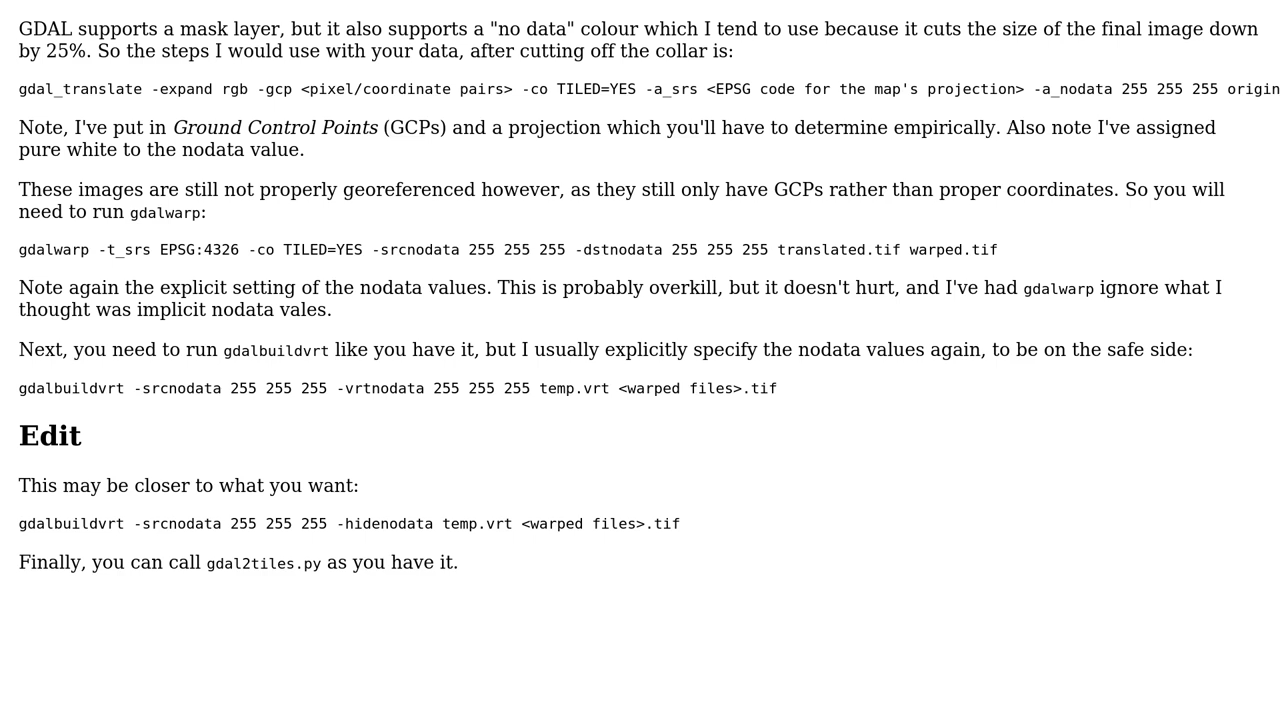 GDAL supports a mask layer, but it also supports a "no data" colour which I tend to use because it cuts the size of the final image down
by 25%. So the steps I would use with your data, after cutting off the collar is:
gdal_translate -expand rgb -gcp <pixel/coordinate pairs> -co TILED=YES -a_srs <EPSG code for the map's projection> -a_nodata 255 255 255 origin
Note, I've put in Ground Control Points (GCPs) and a projection which you'll have to determine empirically. Also note I've assigned
pure white to the nodata value.
These images are still not properly georeferenced however, as they still only have GCPs rather than proper coordinates. So you will
need to run gdalwarp:
gdalwarp -t_srs EPSG:4326 -co TILED=YES -srcnodata 255 255 255 -dstnodata 255 255 255 translated.tif warped.tif
Note again the explicit setting of the nodata values. This is probably overkill, but it doesn't hurt, and I've had gdalwarp ignore what I
thought was implicit nodata vales.
Next, you need to run gdalbuildvrt like you have it, but I usually explicitly specify the nodata values again, to be on the safe side:
gdalbuildvrt -srcnodata 255 255 255 -vrtnodata 255 255 255 temp.vrt <warped files>.tif
Edit
This may be closer to what you want:
gdalbuildvrt -srcnodata 255 255 255 -hidenodata temp.vrt <warped files>.tif
Finally, you can call gdal2tiles.py as you have it.